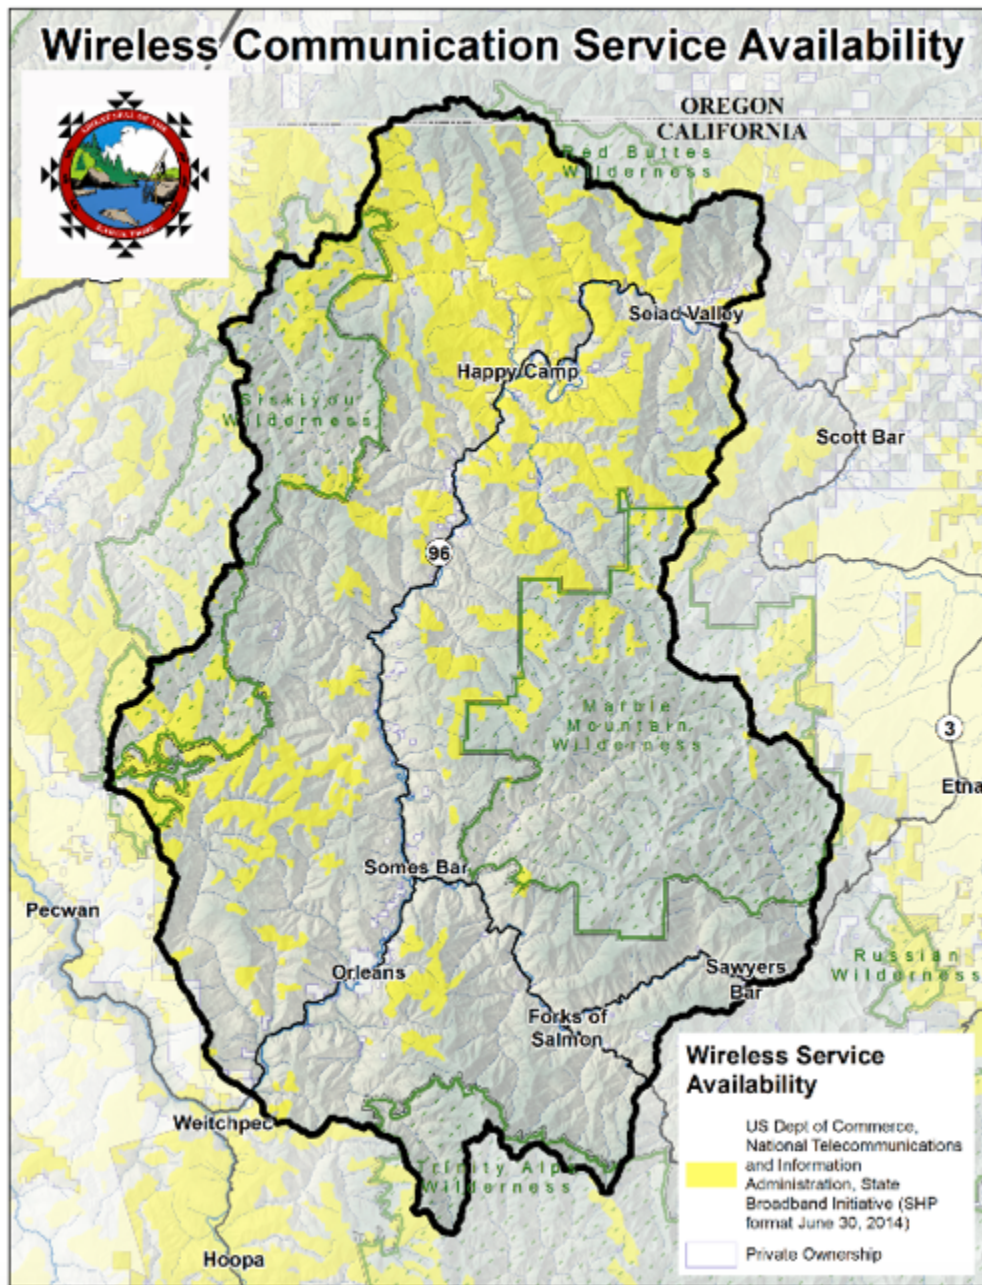 Wireless Communication Service Availability
OREGON
CALIFORNIA
Red Buttes
Wilderness
KARUK TRIBE
Seiad Valley
Happy Camp
Siskiyou
Wilderness
Scott Bar
96
Marble
Mountain
Wilderness
3
Etna
Somes Bar
Pecwan
Orleans
Sawyers
Bar
Russian
Wilderness
Forks of
Salmon
Weitchpec
Trinity Alps
Wilderness
Hoopa
Wireless Service
Availability
US Dept of Commerce,
National Telecommunications
and Information
Administration, State
Broadband Initiative (SHP
format June 30, 2014)
Private Ownership